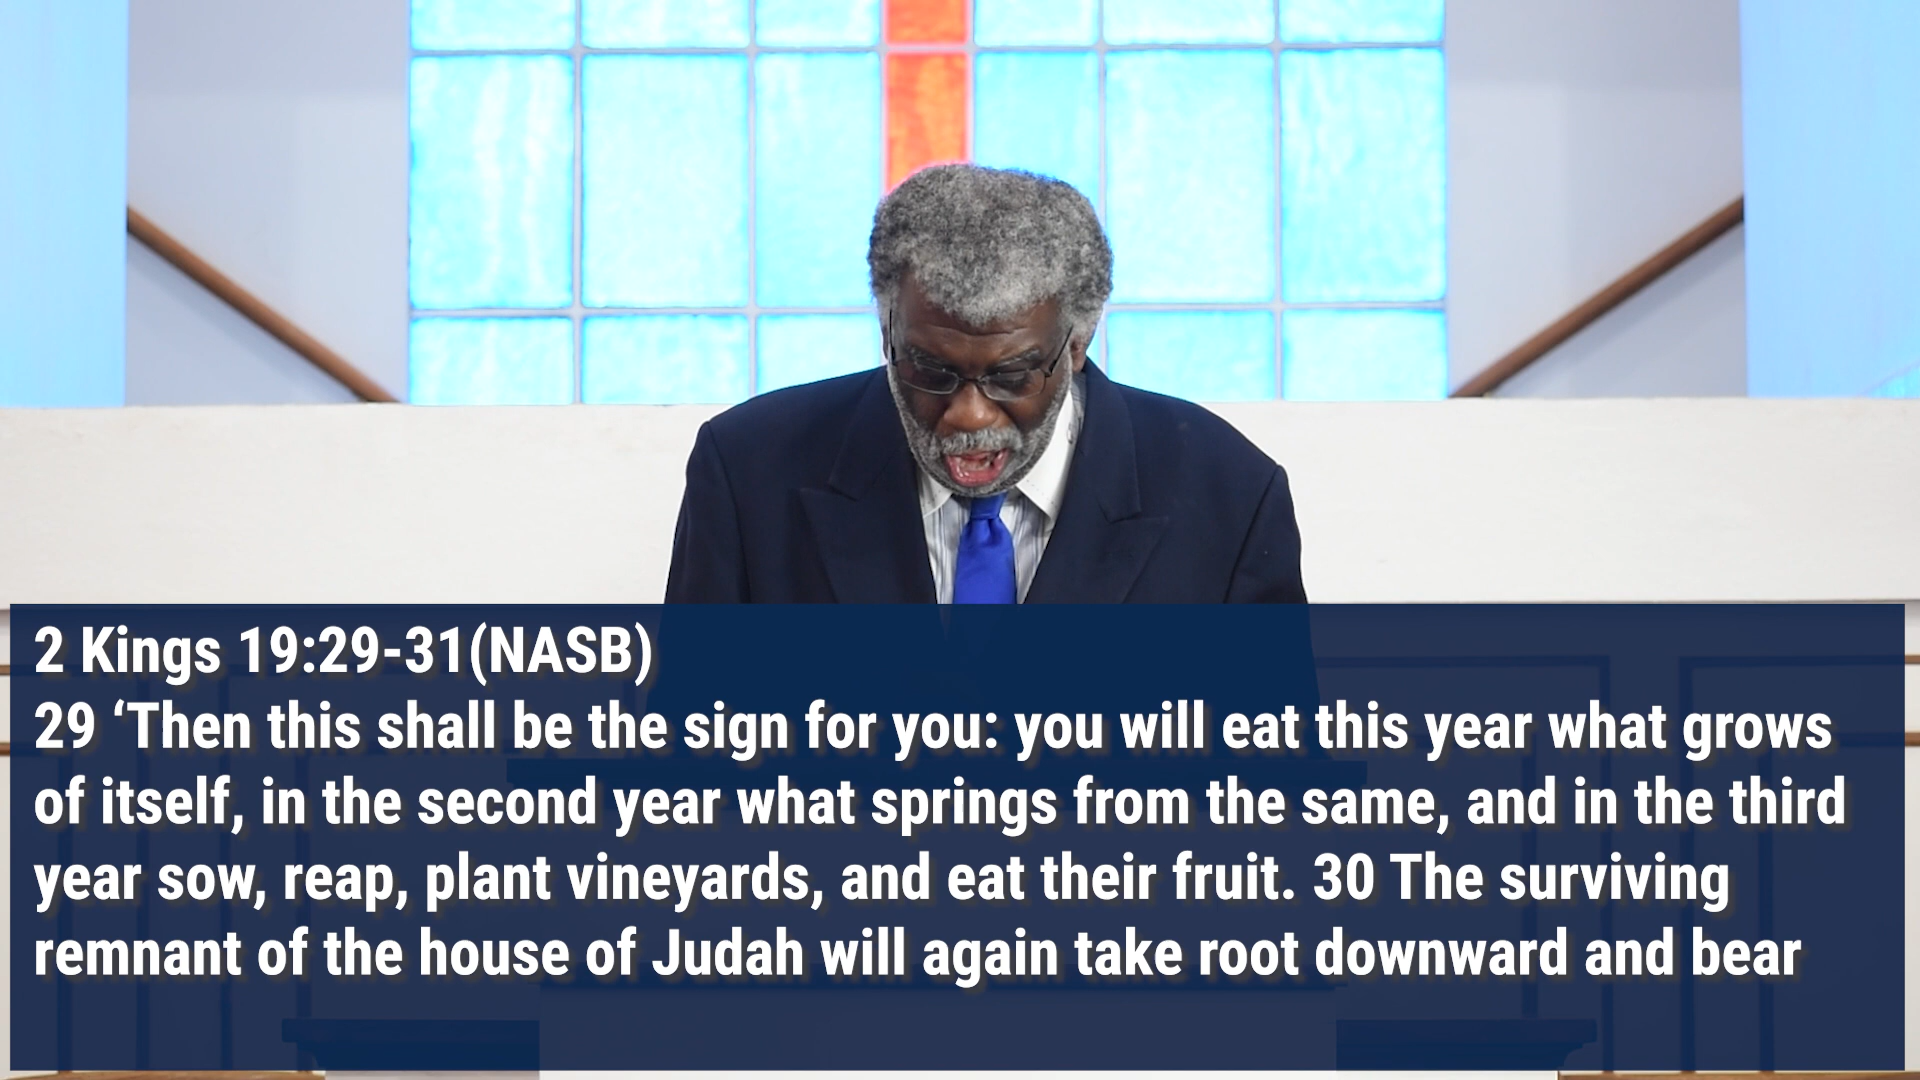 2 Kings 19:29-31(NASB)
29 ‘Then this shall be the sign for you: you will eat this year what grows
of itself, in the second year what springs from the same, and in the third
year sow, reap, plant vineyards, and eat their fruit. 30 The surviving
remnant of the house of Judah will again take root downward and bear